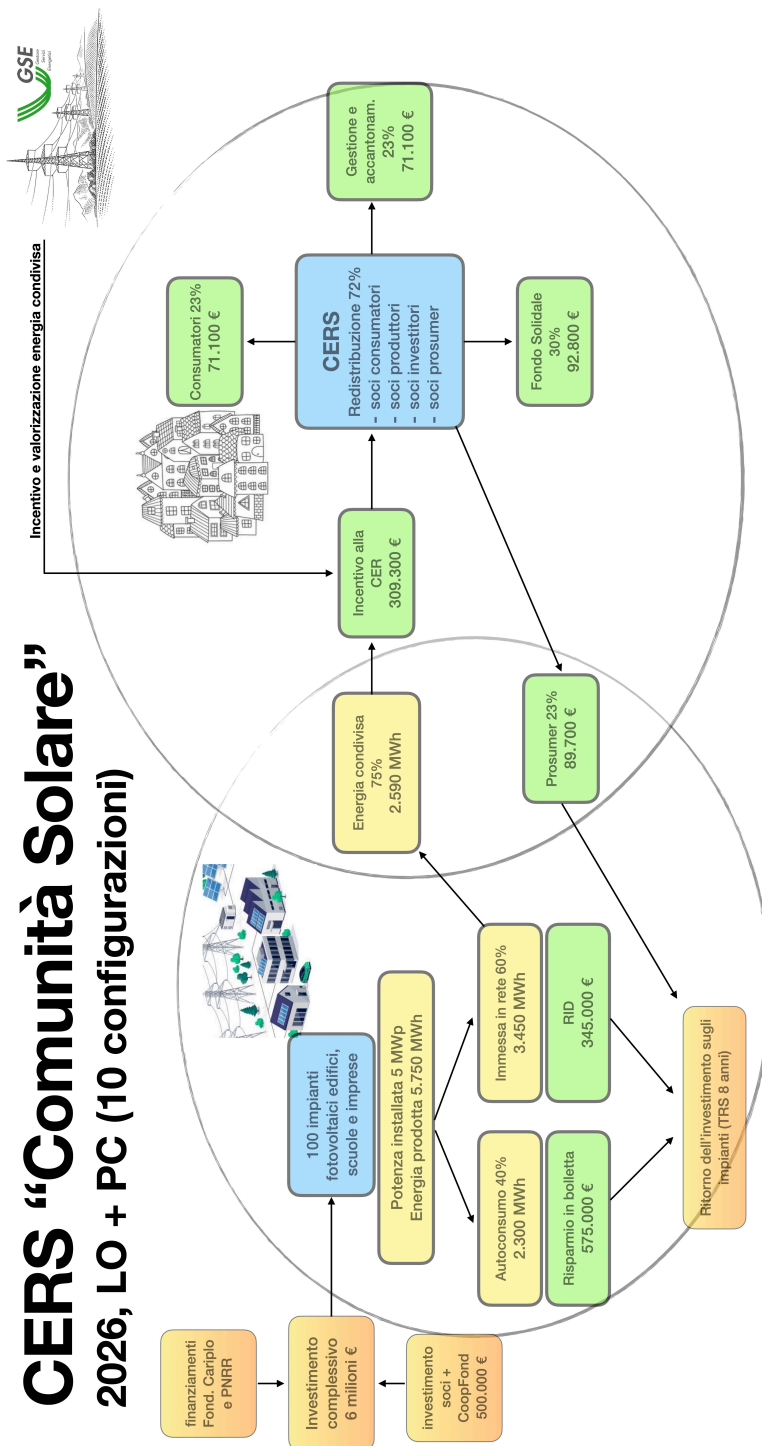 CERS “Comunità Solare”
2026, LO + PC (10 configurazioni)
GSE
Gestore
Servizi
Energetici
Incentivo e valorizzazione energia condivisa
finanziamenti
Fond. Cariplo
e PNRR
Investimento
complessivo
6 milioni €
investimento
soci +
CoopFond
500.000 €
100 impianti
fotovoltaici edifici,
scuole e imprese
Potenza installata 5 MWp
Energia prodotta 5.750 MWh
Autoconsumo 40%
2.300 MWh
Risparmio in bolletta
575.000 €
Immessa in rete 60%
3.450 MWh
RID
345.000 €
Ritorno dell’investimento sugli
impianti (TRS 8 anni)
Energia condivisa
75%
2.590 MWh
Prosumer 23%
89.700 €
Incentivo alla
CER
309.300 €
Consumatori 23%
71.100 €
CERS
Redistribuzione 72%
- soci consumatori
- soci produttori
- soci investitori
- soci prosumer
Fondo Solidale
30%
92.800 €
Gestione e
accantonam.
23%
71.100 €